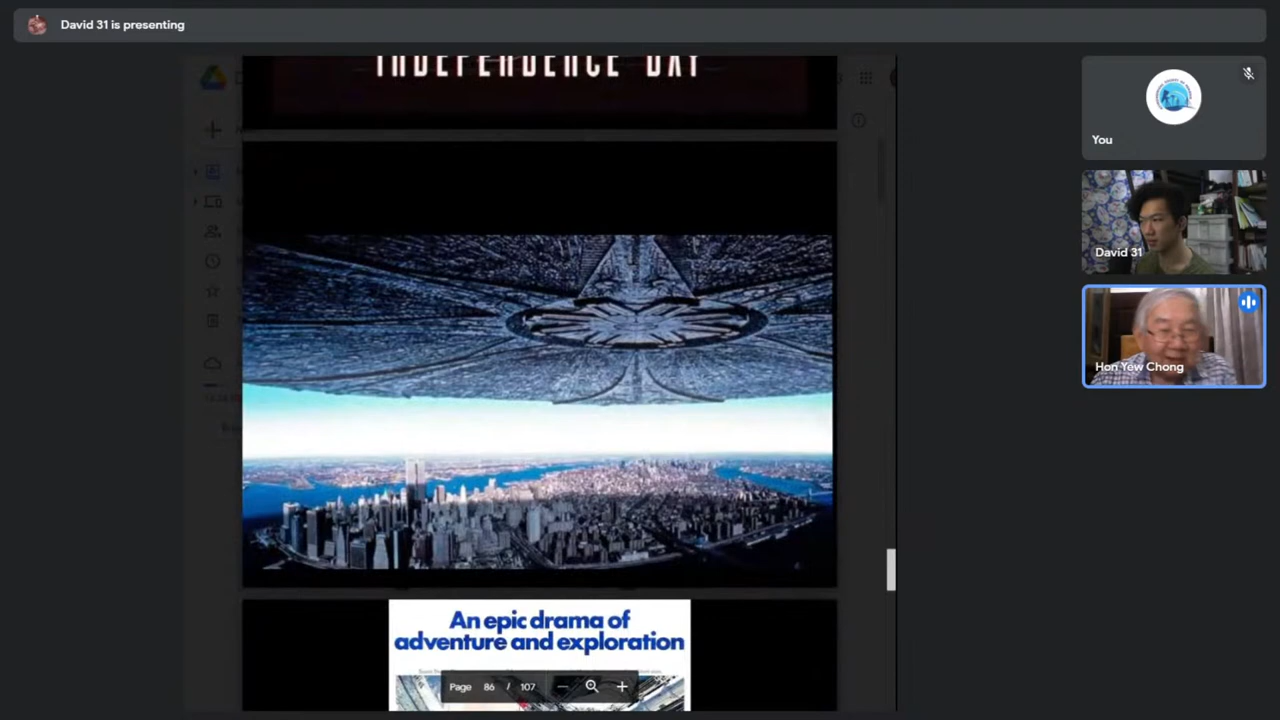 David 31 is presenting
INDEPENDENCE DAY
You
David 31
Hon Yew Chong
An epic drama of
adventure and exploration
Page 86 / 107